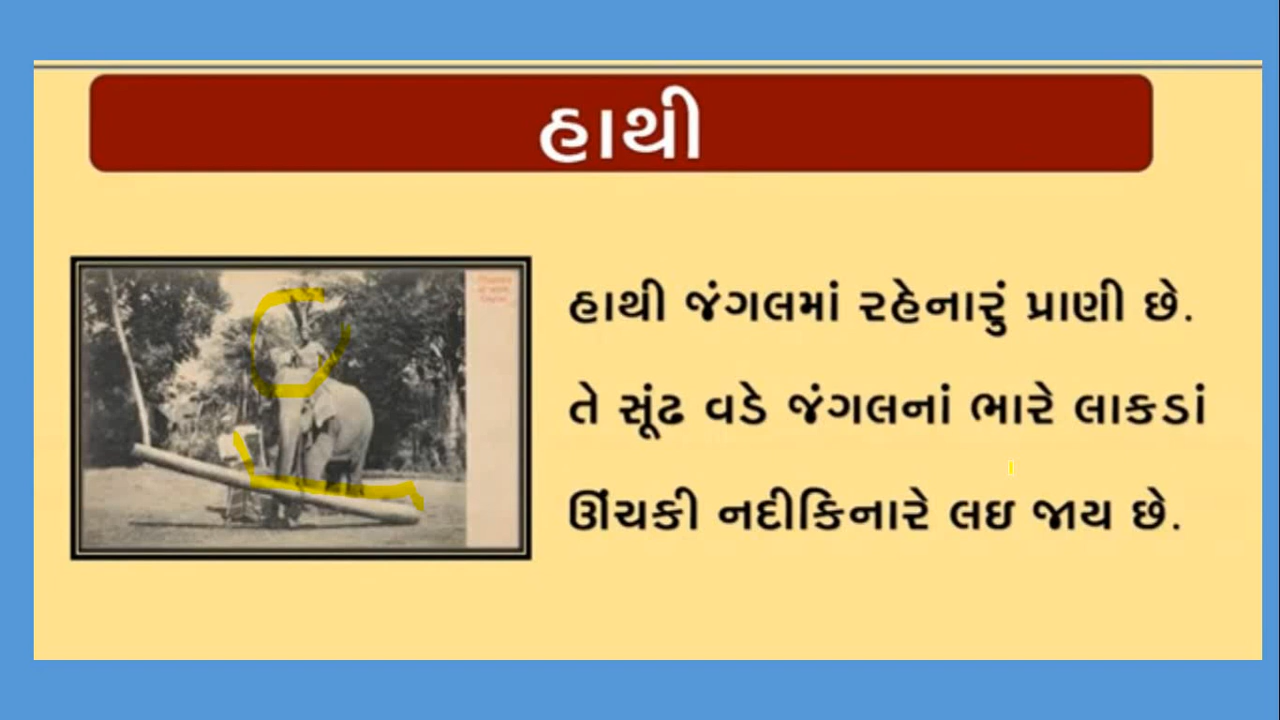 હાથી
હાથી જંગલમાં રહેનારું પ્રાણી છે.
તે સૂંઢ વડે જંગલનાં ભારે લાકડાં
ઊંચકી નદીકિનારે લઇ જાય છે.